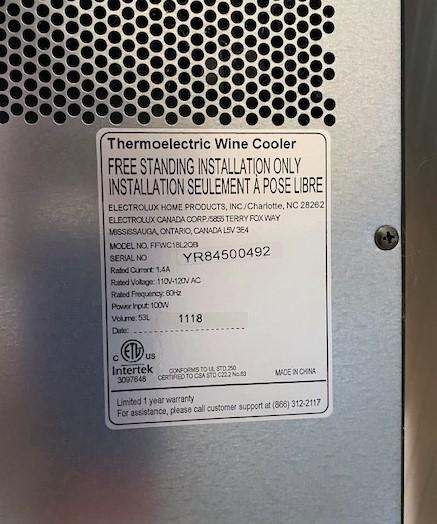 Thermoelectric Wine Cooler
FREE STANDING INSTALLATION ONLY
INSTALLATION SEULEMENT À POSE LIBRE
ELECTROLUX HOME PRODUCTS, INC./Charlotte, NC 28262
ELECTROLUX CANADA CORP./5855 TERRY FOX WAY
MISSISSAUGA, ONTARIO, CANADA L5V 3E4
MODEL NO. FFWC18L2QB
SERIAL NO YR84500492
Rated Current: 1.4A
Rated Voltage: 110V-120V AC
Rated Frequency: 60Hz
Power Input: 100W
Volume: 53L 1118
Date:
C ETL US
Intertek
3097648
CONFORMS TO UL STD.250
CERTIFIED TO CSA STD C22.2 No.63
MADE IN CHINA
Limited 1 year warranty
For assistance, please call customer support at (866) 312-2117